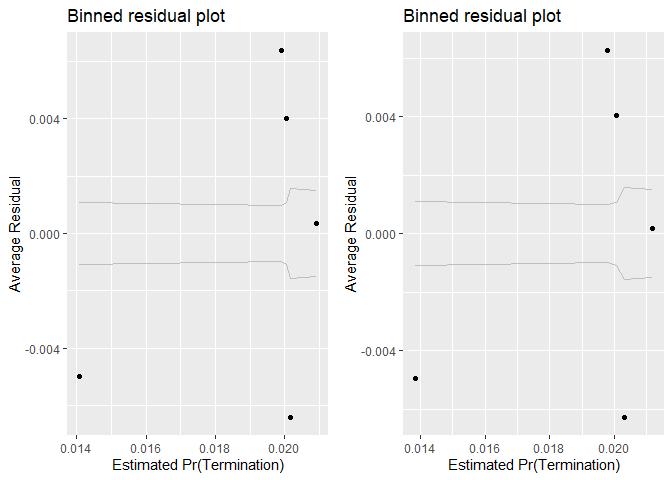 Binned residual plot
0.004
0.000
-0.004
Average Residual
0.014
0.016
0.018
0.020
Estimated Pr(Termination)
Binned residual plot
0.004
0.000
-0.004
Average Residual
0.014
0.016
0.018
0.020
Estimated Pr(Termination)